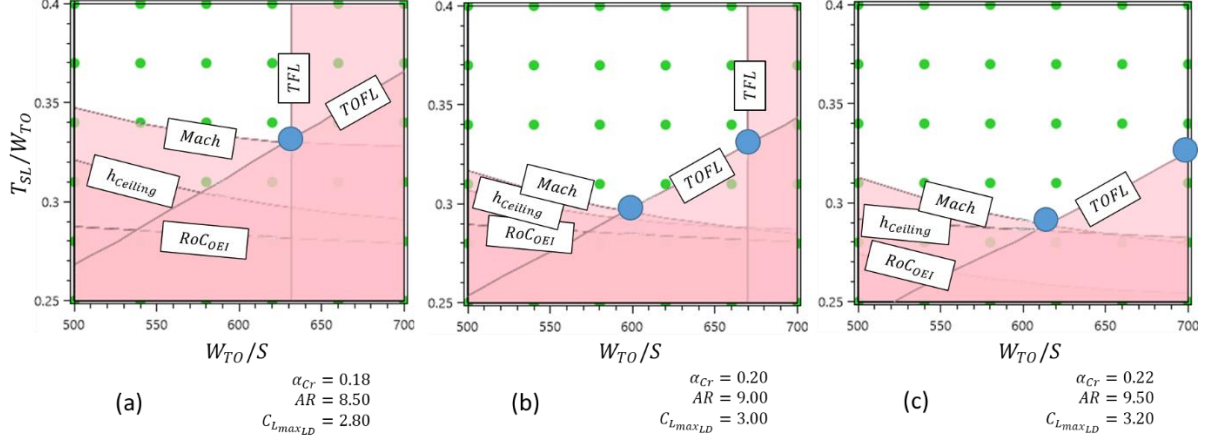 T_SL/W_TO
0.4
0.35
0.3
0.25
500
550
600
650
700
TFL
TOFL
Mach
h_Ceiling
RoC_OEI
W_TO/S
(a)
α_Cr = 0.18
AR = 8.50
C_L_max_LD = 2.80
0.4
0.35
0.3
0.25
500
550
600
650
700
TFL
TOFL
Mach
h_Ceiling
RoC_OEI
W_TO/S
(b)
α_Cr = 0.20
AR = 9.00
C_L_max_LD = 3.00
0.4
0.35
0.3
0.25
500
550
600
650
700
TOFL
Mach
h_Ceiling
RoC_OEI
W_TO/S
(c)
α_Cr = 0.22
AR = 9.50
C_L_max_LD = 3.20